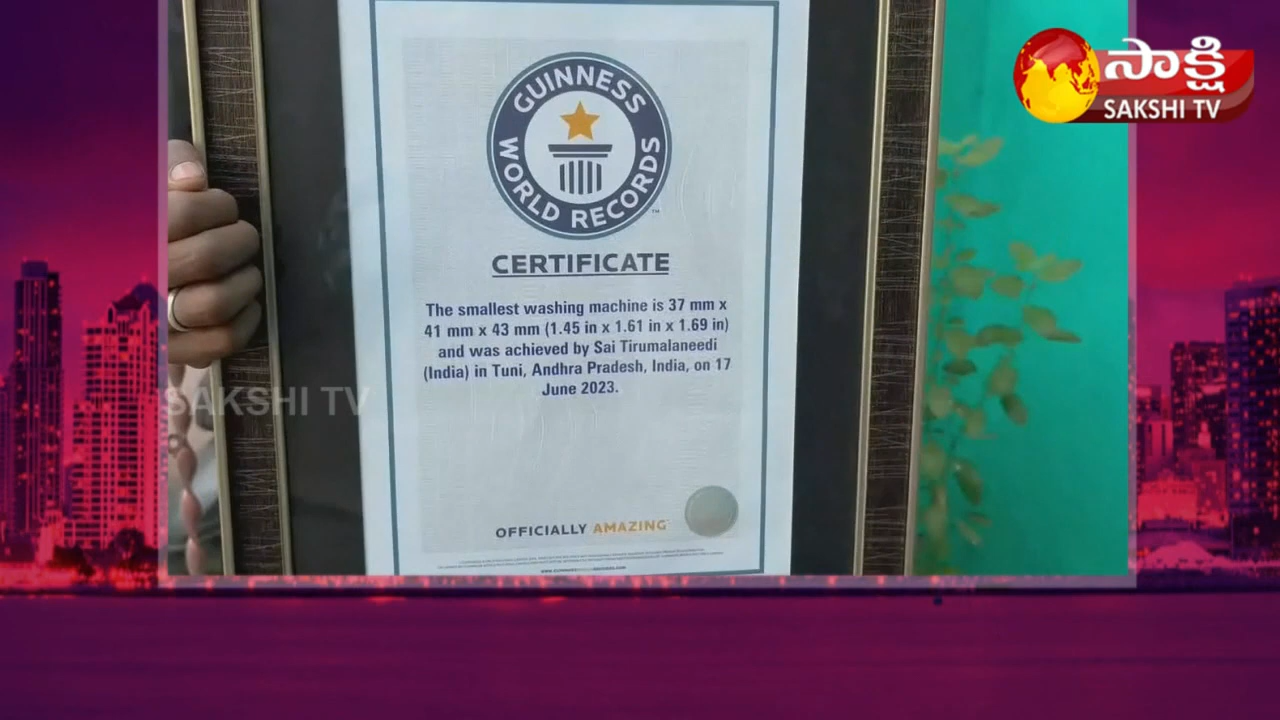 సాక్షి
SAKSHI TV
GUINNESS
WORLD RECORDS
™
CERTIFICATE
The smallest washing machine is 37 mm x
41 mm x 43 mm (1.45 in x 1.61 in x 1.69 in)
and was achieved by Sai Tirumalaneedi
(India) in Tuni, Andhra Pradesh, India, on 17
June 2023.
SAKSHI TV
OFFICIALLY AMAZING